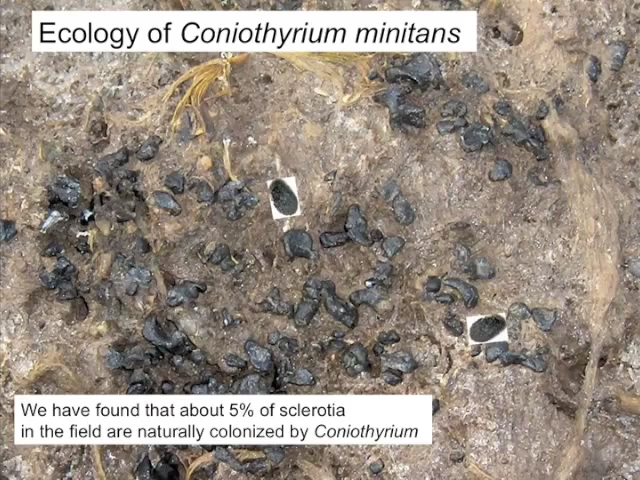 Ecology of Coniothyrium minitans
We have found that about 5% of sclerotia
in the field are naturally colonized by Coniothyrium